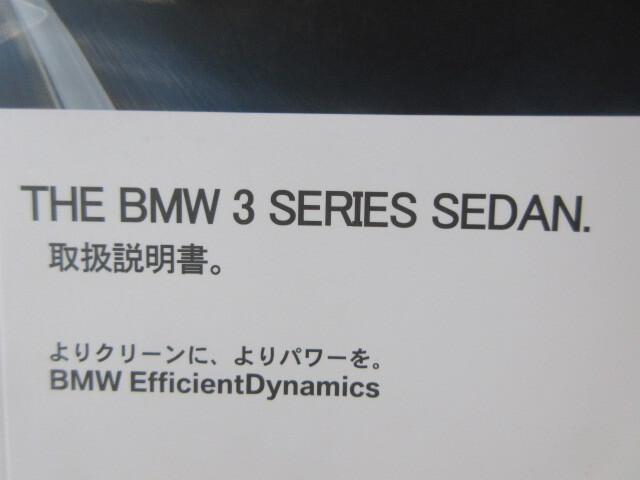 THE BMW 3 SERIES SEDAN.
取扱説明書。
よりクリーンに、よりパワーを。
BMW EfficientDynamics